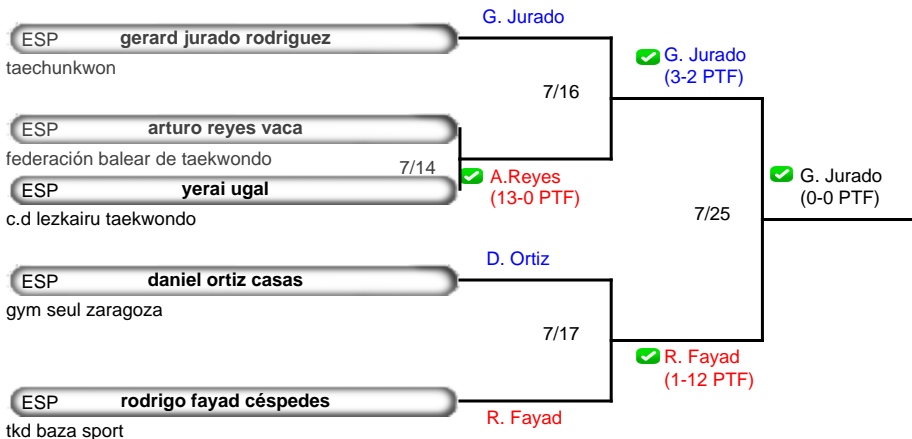 G. Jurado
ESP gerard jurado rodriguez
taechunkwon
G. Jurado
(3-2 PTF)
7/16
ESP arturo reyes vaca
federación balear de taekwondo
7/14
A.Reyes
(13-0 PTF)
ESP yerai ugal
c.d lezkairu taekwondo
G. Jurado
(0-0 PTF)
7/25
D. Ortiz
ESP daniel ortiz casas
gym seul zaragoza
7/17
R. Fayad
(1-12 PTF)
ESP rodrigo fayad céspedes
R. Fayad
tkd baza sport